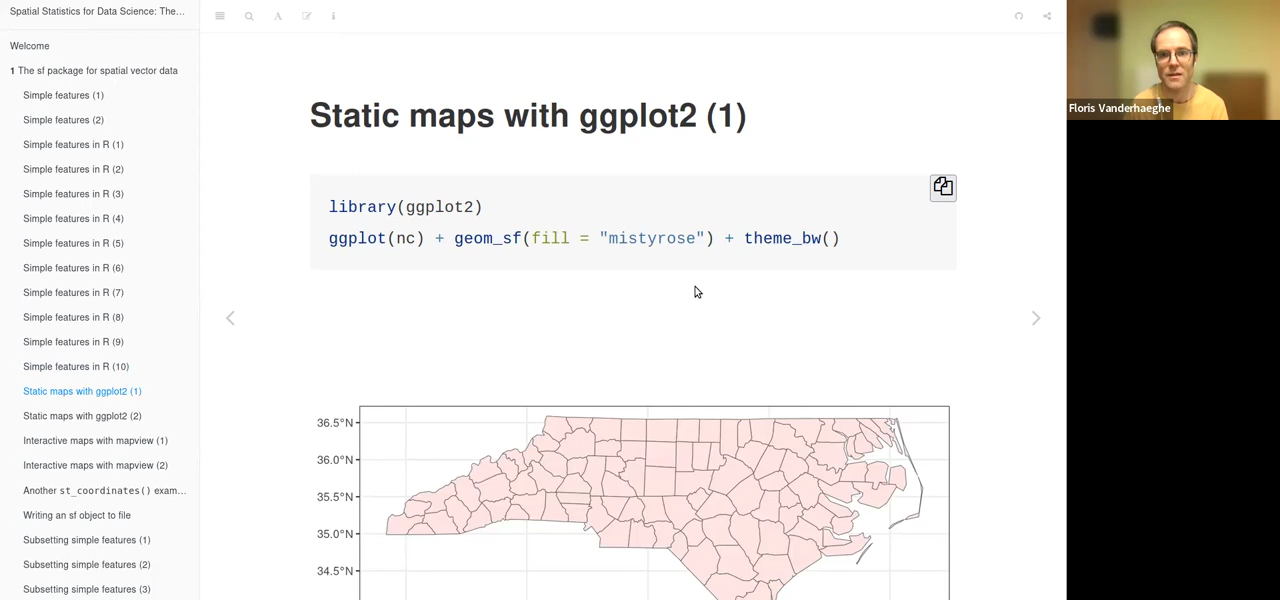 Spatial Statistics for Data Science: The…
Welcome
1 The sf package for spatial vector data
Simple features (1)
Simple features (2)
Simple features in R (1)
Simple features in R (2)
Simple features in R (3)
Simple features in R (4)
Simple features in R (5)
Simple features in R (6)
Simple features in R (7)
Simple features in R (8)
Simple features in R (9)
Simple features in R (10)
Static maps with ggplot2 (1)
Static maps with ggplot2 (2)
Interactive maps with mapview (1)
Interactive maps with mapview (2)
Another st_coordinates() exam…
Writing an sf object to file
Subsetting simple features (1)
Subsetting simple features (2)
Subsetting simple features (3)
A
i
Static maps with ggplot2 (1)
library(ggplot2)
ggplot(nc) + geom_sf(fill = "mistyrose") + theme_bw()
36.5°N
36.0°N
35.5°N
35.0°N
34.5°N
Floris Vanderhaeghe